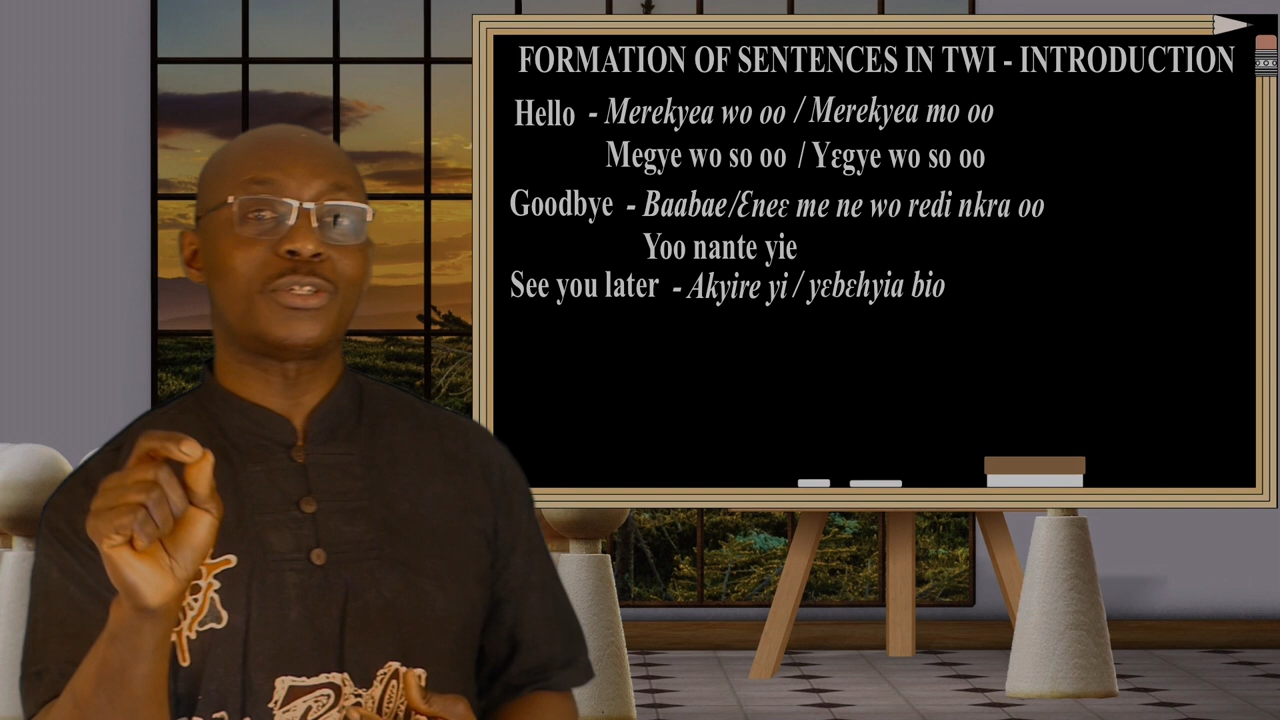 FORMATION OF SENTENCES IN TWI - INTRODUCTION
Hello - Merekyea wo oo / Merekyea mo oo
Megye wo so oo / Yɛgye wo so oo
Goodbye - Baabae/Ɛneɛ me ne wo redi nkra oo
Yoo nante yie
See you later - Akyire yi / yɛbɛhyia bio